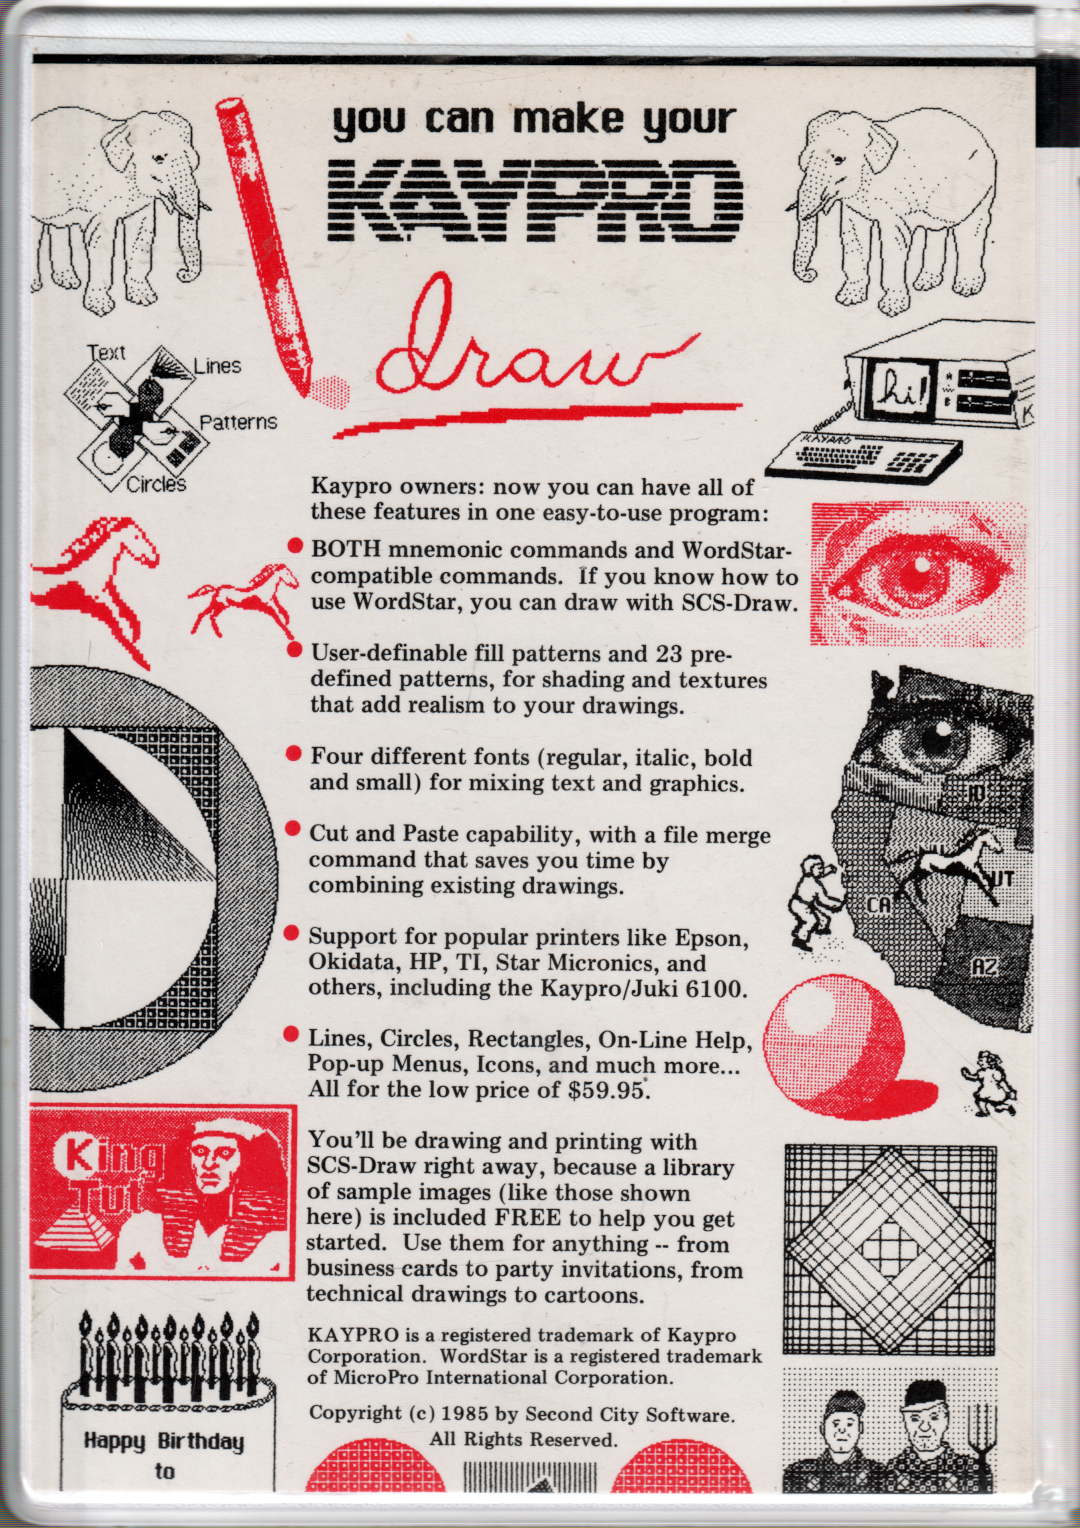 you can make your
KAYPRO
draw
Text
Lines
Patterns
Circles
hi!
K
KAYPRO
Kaypro owners: now you can have all of
these features in one easy-to-use program:
BOTH mnemonic commands and WordStar-
compatible commands. If you know how to
use WordStar, you can draw with SCS-Draw.
User-definable fill patterns and 23 pre-
defined patterns, for shading and textures
that add realism to your drawings.
Four different fonts (regular, italic, bold
and small) for mixing text and graphics.
Cut and Paste capability, with a file merge
command that saves you time by
combining existing drawings.
Support for popular printers like Epson,
Okidata, HP, TI, Star Micronics, and
others, including the Kaypro/Juki 6100.
Lines, Circles, Rectangles, On-Line Help,
Pop-up Menus, Icons, and much more...
All for the low price of $59.95.
ID
UT
CA
AZ
King
Tut
You'll be drawing and printing with
SCS-Draw right away, because a library
of sample images (like those shown
here) is included FREE to help you get
started. Use them for anything -- from
business cards to party invitations, from
technical drawings to cartoons.
KAYPRO is a registered trademark of Kaypro
Corporation. WordStar is a registered trademark
of MicroPro International Corporation.
Copyright (c) 1985 by Second City Software.
All Rights Reserved.
Happy Birthday
to